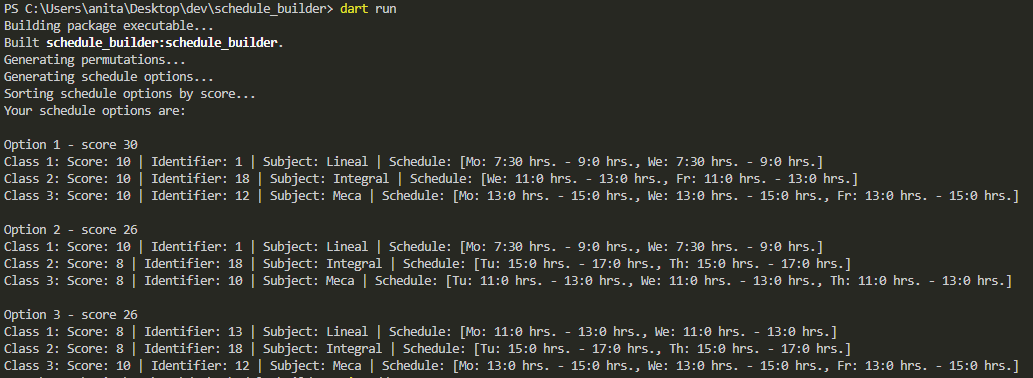 PS C:\Users\anita\Desktop\dev\schedule_builder> dart run
Building package executable...
Built schedule_builder:schedule_builder.
Generating permutations...
Generating schedule options...
Sorting schedule options by score...
Your schedule options are:
Option 1 - score 30
Class 1: Score: 10 | Identifier: 1 | Subject: Lineal | Schedule: [Mo: 7:30 hrs. - 9:0 hrs., We: 7:30 hrs. - 9:0 hrs.]
Class 2: Score: 10 | Identifier: 18 | Subject: Integral | Schedule: [We: 11:0 hrs. - 13:0 hrs., Fr: 11:0 hrs. - 13:0 hrs.]
Class 3: Score: 10 | Identifier: 12 | Subject: Meca | Schedule: [Mo: 13:0 hrs. - 15:0 hrs., We: 13:0 hrs. - 15:0 hrs., Fr: 13:0 hrs. - 15:0 hrs.]
Option 2 - score 26
Class 1: Score: 10 | Identifier: 1 | Subject: Lineal | Schedule: [Mo: 7:30 hrs. - 9:0 hrs., We: 7:30 hrs. - 9:0 hrs.]
Class 2: Score: 8 | Identifier: 18 | Subject: Integral | Schedule: [Tu: 15:0 hrs. - 17:0 hrs., Th: 15:0 hrs. - 17:0 hrs.]
Class 3: Score: 8 | Identifier: 10 | Subject: Meca | Schedule: [Tu: 11:0 hrs. - 13:0 hrs., We: 11:0 hrs. - 13:0 hrs., Th: 11:0 hrs. - 13:0 hrs.]
Option 3 - score 26
Class 1: Score: 8 | Identifier: 13 | Subject: Lineal | Schedule: [Mo: 11:0 hrs. - 13:0 hrs., We: 11:0 hrs. - 13:0 hrs.]
Class 2: Score: 8 | Identifier: 18 | Subject: Integral | Schedule: [Tu: 15:0 hrs. - 17:0 hrs., Th: 15:0 hrs. - 17:0 hrs.]
Class 3: Score: 10 | Identifier: 12 | Subject: Meca | Schedule: [Mo: 13:0 hrs. - 15:0 hrs., We: 13:0 hrs. - 15:0 hrs., Fr: 13:0 hrs. - 15:0 hrs.]